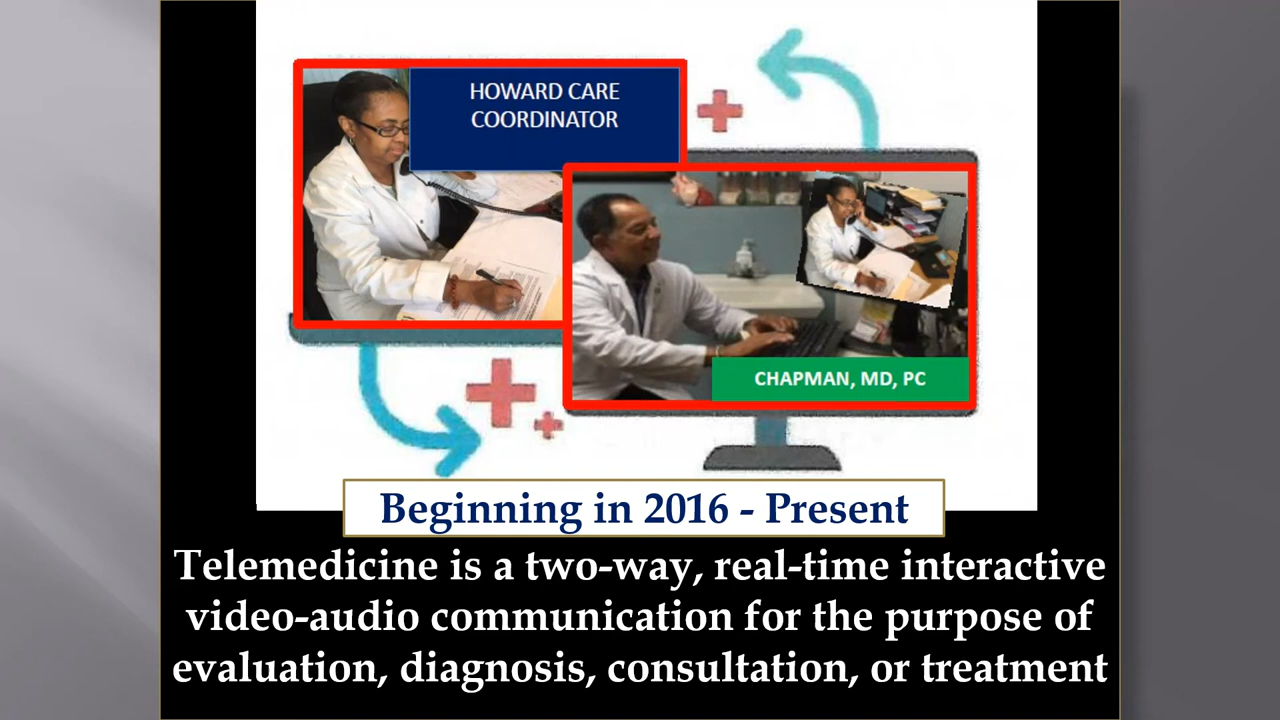 HOWARD CARE
COORDINATOR
CHAPMAN, MD, PC
Beginning in 2016 - Present
Telemedicine is a two-way, real-time interactive
video-audio communication for the purpose of
evaluation, diagnosis, consultation, or treatment